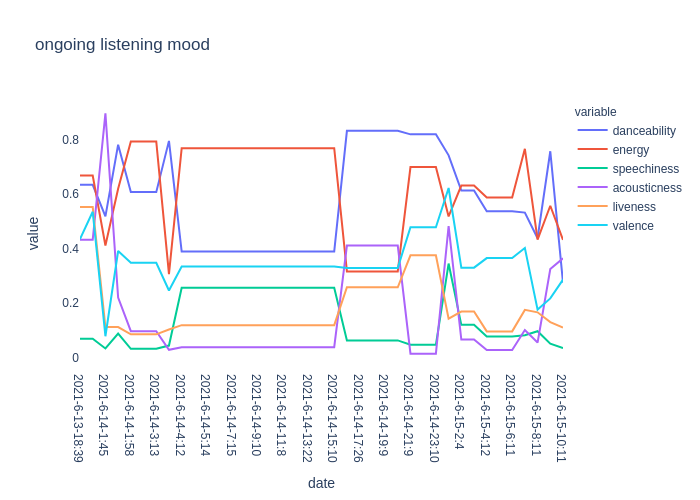 ongoing listening mood
variable
danceability
energy
speechiness
acousticness
liveness
valence
value
0.8
0.6
0.4
0.2
0
2021-6-13-18:39
2021-6-14-1:45
2021-6-14-1:58
2021-6-14-3:13
2021-6-14-4:12
2021-6-14-5:14
2021-6-14-7:15
2021-6-14-9:10
2021-6-14-11:8
2021-6-14-13:22
2021-6-14-15:10
2021-6-14-17:26
2021-6-14-19:9
2021-6-14-21:9
2021-6-14-23:10
2021-6-15-2:4
2021-6-15-4:12
2021-6-15-6:11
2021-6-15-8:11
2021-6-15-10:11
date